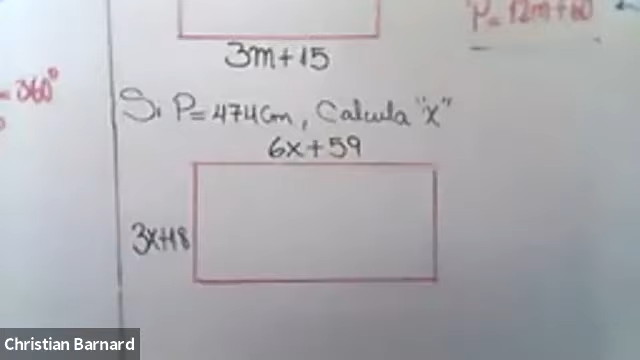 P=12m+60
3m+15
= 360°
Si P=474cm, Calcula "x"
6x+59
3x+18
Christian Barnard